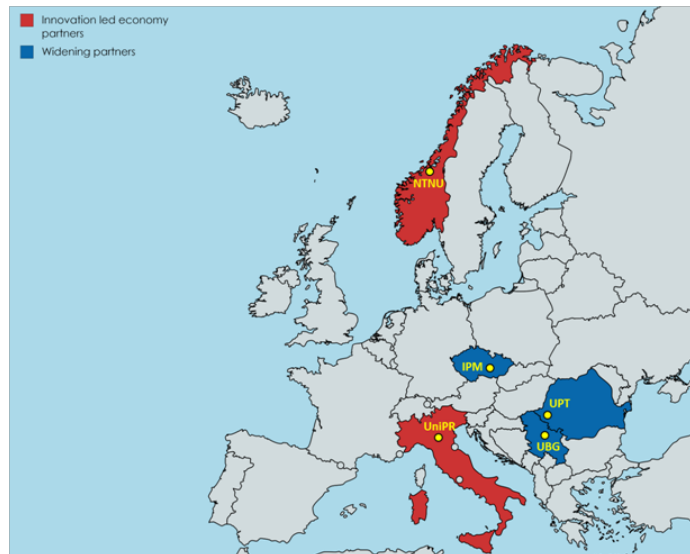 Innovation led economy
partners
Widening partners
NTNU
IPM
UPT
UniPR
UBG